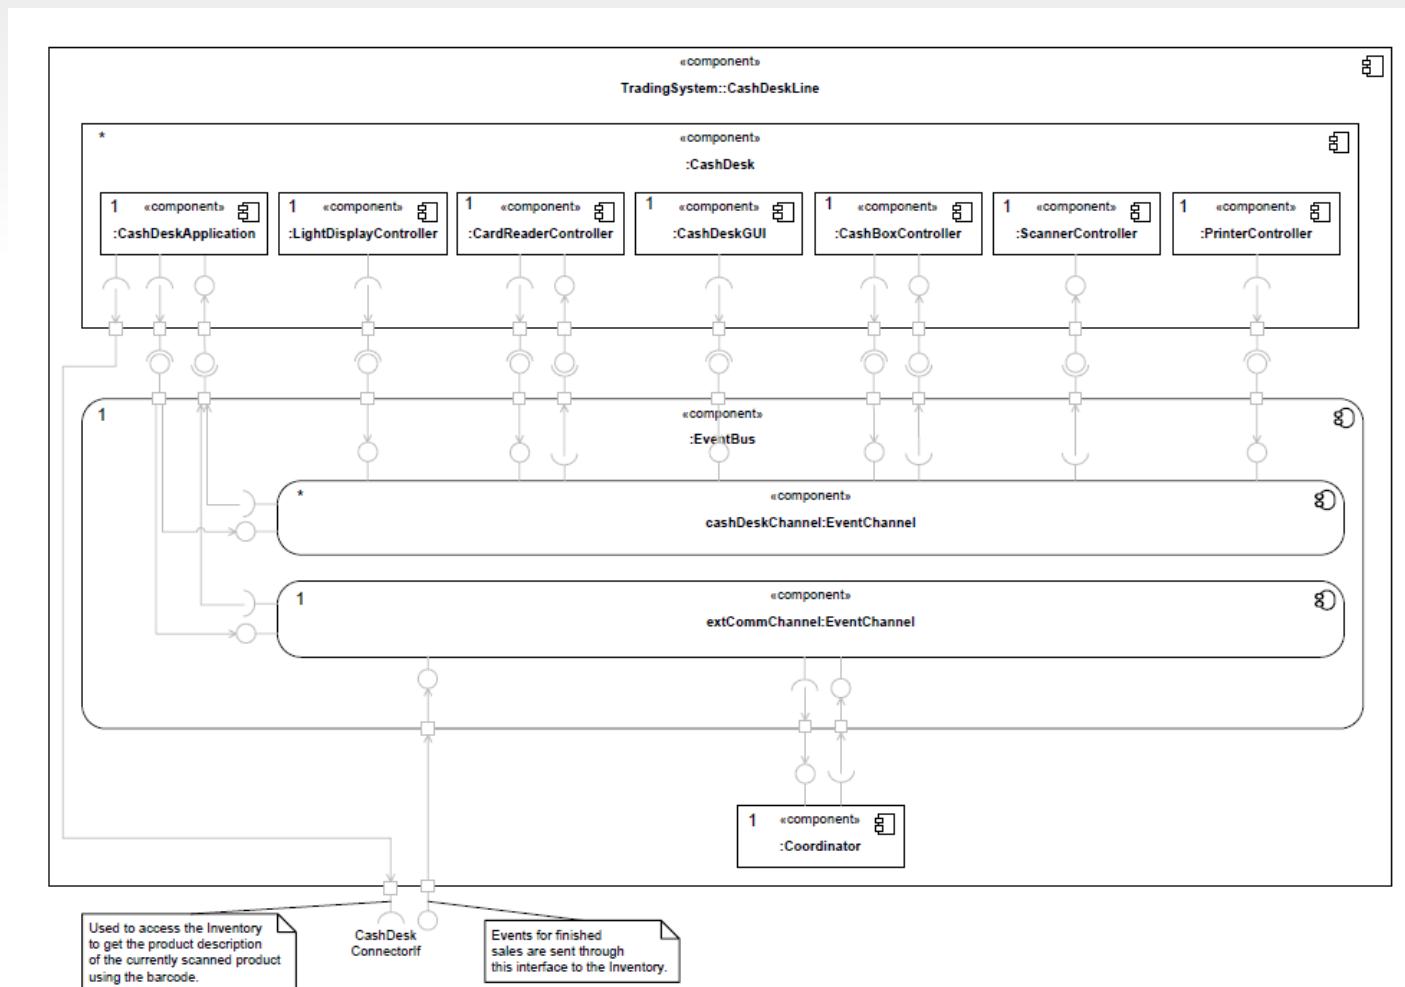 «component»
TradingSystem::CashDeskLine
*
«component»
:CashDesk
1 «component»
:CashDeskApplication
1 «component»
:LightDisplayController
1 «component»
:CardReaderController
1 «component»
:CashDeskGUI
1 «component»
:CashBoxController
1 «component»
:ScannerController
1 «component»
:PrinterController
1
«component»
:EventBus
*
«component»
cashDeskChannel:EventChannel
1
«component»
extCommChannel:EventChannel
1 «component»
:Coordinator
Used to access the Inventory
to get the product description
of the currently scanned product
using the barcode.
CashDesk
ConnectorIf
Events for finished
sales are sent through
this interface to the Inventory.